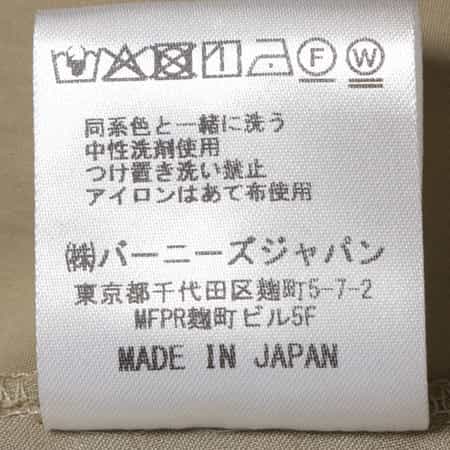 F W
同系色と一緒に洗う
中性洗剤使用
つけ置き洗い禁止
アイロンはあて布使用
㈱バーニーズジャパン
東京都千代田区麹町5-7-2
MFPR麹町ビル5F
MADE IN JAPAN